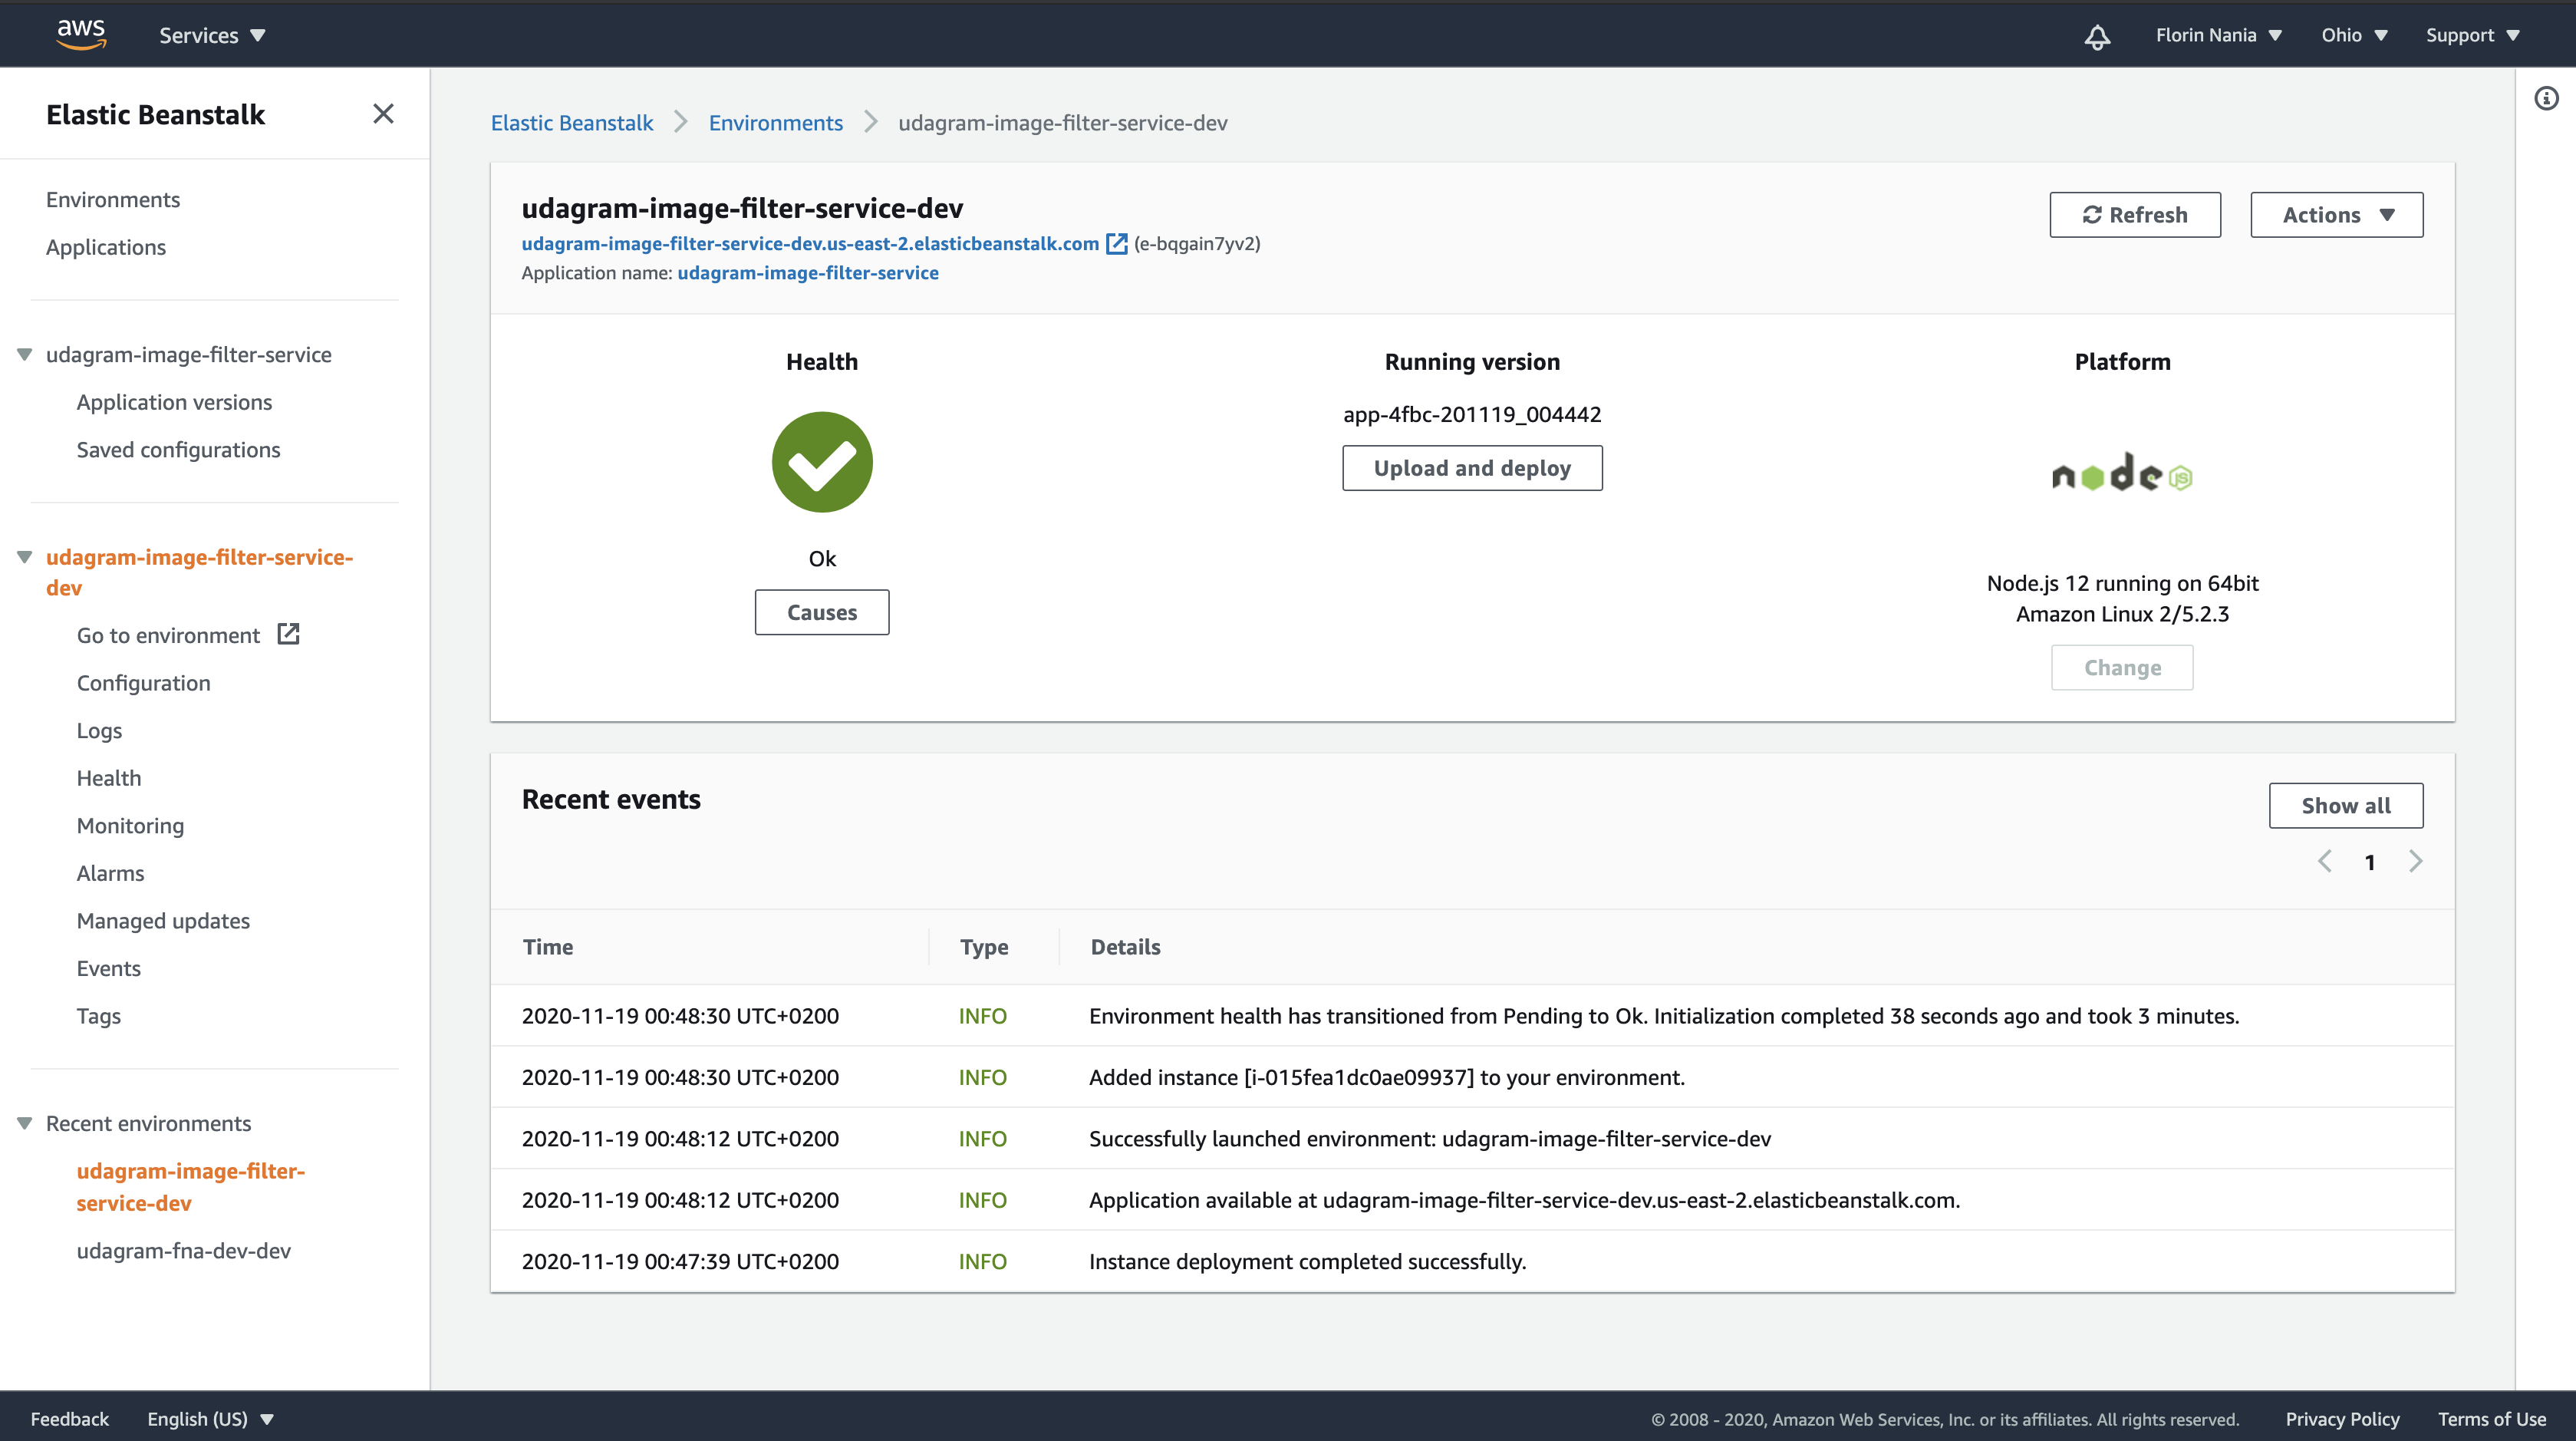 aws
Services
Florin Nania
Ohio
Support
Elastic Beanstalk
Environments
Applications
udagram-image-filter-service
Application versions
Saved configurations
udagram-image-filter-service-
dev
Go to environment
Configuration
Logs
Health
Monitoring
Alarms
Managed updates
Events
Tags
Recent environments
udagram-image-filter-
service-dev
udagram-fna-dev-dev
Elastic Beanstalk
Environments
udagram-image-filter-service-dev
udagram-image-filter-service-dev
udagram-image-filter-service-dev.us-east-2.elasticbeanstalk.com (e-bqgain7yv2)
Application name: udagram-image-filter-service
Refresh
Actions
Health
Ok
Causes
Running version
app-4fbc-201119_004442
Upload and deploy
Platform
node JS
Node.js 12 running on 64bit
Amazon Linux 2/5.2.3
Change
Recent events
Show all
1
Time Type Details
2020-11-19 00:48:30 UTC+0200 INFO Environment health has transitioned from Pending to Ok. Initialization completed 38 seconds ago and took 3 minutes.
2020-11-19 00:48:30 UTC+0200 INFO Added instance [i-015fea1dc0ae09937] to your environment.
2020-11-19 00:48:12 UTC+0200 INFO Successfully launched environment: udagram-image-filter-service-dev
2020-11-19 00:48:12 UTC+0200 INFO Application available at udagram-image-filter-service-dev.us-east-2.elasticbeanstalk.com.
2020-11-19 00:47:39 UTC+0200 INFO Instance deployment completed successfully.
Feedback
English (US)
© 2008 - 2020, Amazon Web Services, Inc. or its affiliates. All rights reserved.
Privacy Policy
Terms of Use